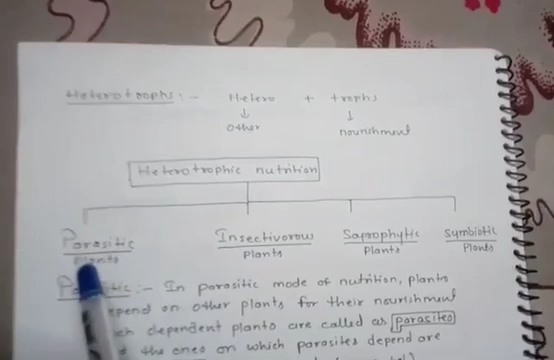 Heterotrophs :- Hetero + trophs
↓ ↓
other nourishment
Heterotrophic nutrition
Parasitic Insectivorous Saprophytic Symbiotic
Plants Plants Plants Plants
:- In parasitic mode of nutrition, plants
on other plants for their nourishment
dependent plants are called as parasites
the ones on which parasites depend are